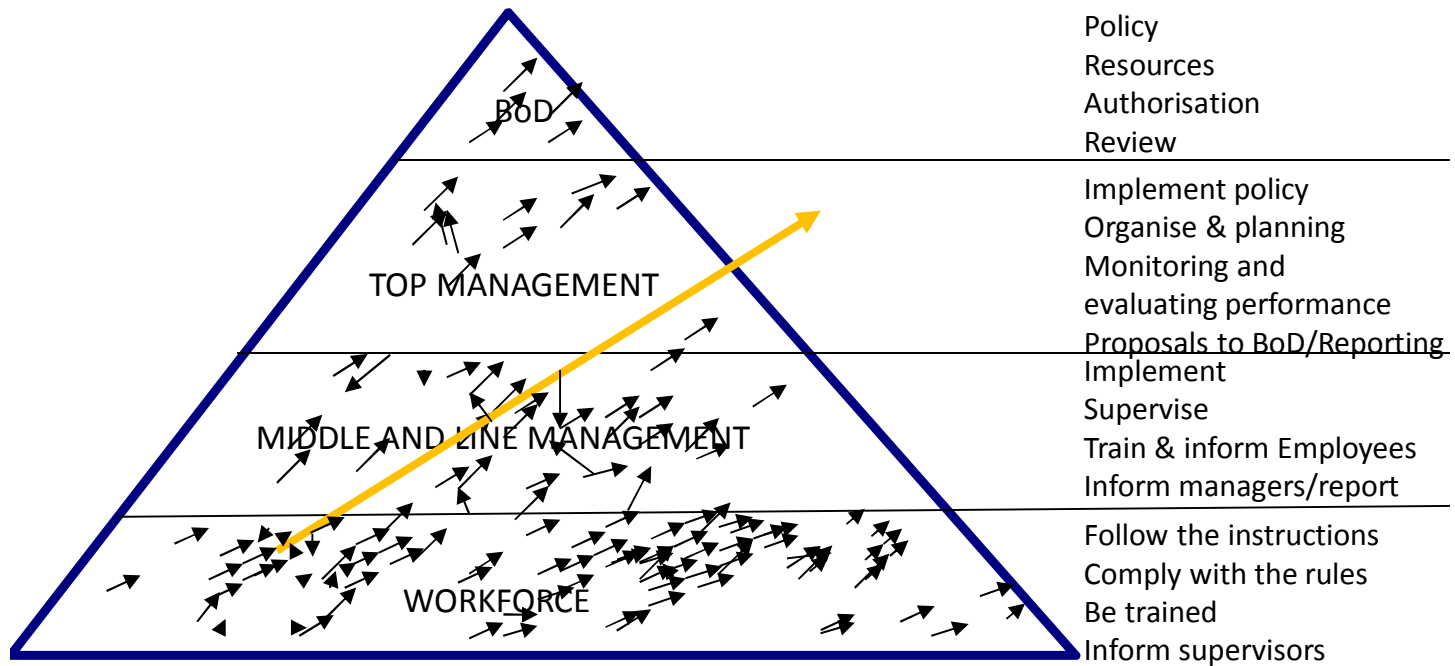 Policy
Resources
Authorisation
Review
BoD
Implement policy
Organise & planning
Monitoring and
evaluating performance
Proposals to BoD/Reporting
TOP MANAGEMENT
Implement
Supervise
Train & inform Employees
Inform managers/report
MIDDLE AND LINE MANAGEMENT
Follow the instructions
Comply with the rules
Be trained
Inform supervisors
WORKFORCE